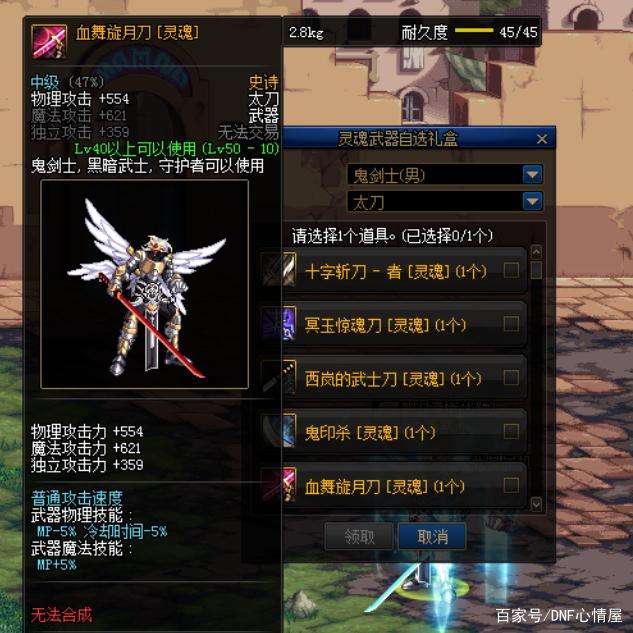 血舞旋月刀 [灵魂]
2.8kg
耐久度 45/45
中级 (47%) 史诗
物理攻击 +554 太刀
魔法攻击 +621 武器
独立攻击 +359 无法交易
Lv40以上可以使用 (Lv50 - 10)
鬼剑士, 黑暗武士, 守护者可以使用
物理攻击力 +554
魔法攻击力 +621
独立攻击力 +359
普通攻击速度
武器物理技能 :
MP-5% 冷却时间-5%
武器魔法技能 :
MP+5%
无法合成
灵魂武器自选礼盒
鬼剑士(男)
太刀
请选择1个道具。(已选择0/1个)
十字斩刀 - 者 [灵魂] (1个)
冥玉惊魂刀 [灵魂] (1个)
西岚的武士刀 [灵魂] (1个)
鬼印杀 [灵魂] (1个)
血舞旋月刀 [灵魂] (1个)
领取
取消
百家号/DNF心情屋